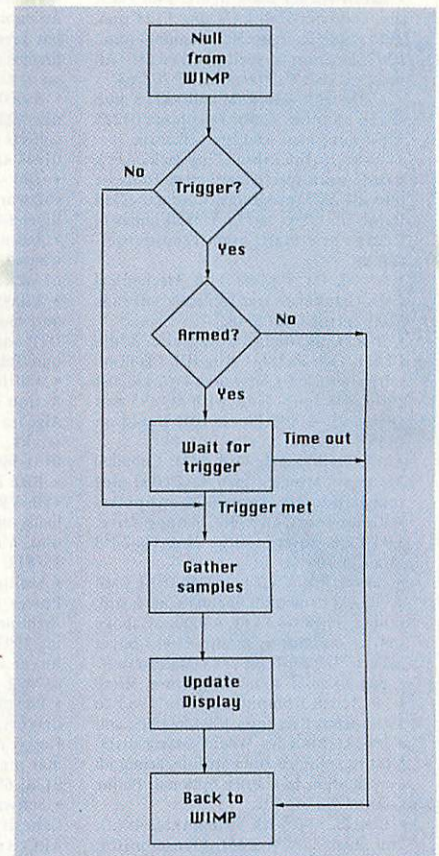 Null
from
WIMP
No
Trigger?
Yes
Armed?
No
Yes
Wait for
trigger
Time out
Trigger met
Gather
samples
Update
Display
Back to
WIMP